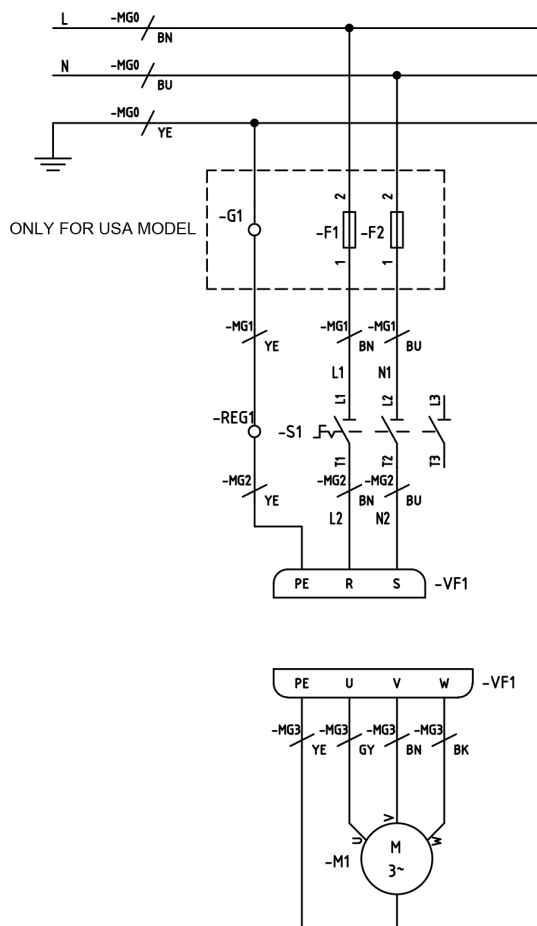 L -MG0
BN
N -MG0
BU
-MG0
YE
ONLY FOR USA MODEL
-G1
2 2
-F1 -F2
1 1
-MG1 -MG1 -MG1
YE BN BU
L1 N1
L1 L2 L3
-REG1 -S1
T1 T2 T3
-MG2 -MG2 -MG2
YE BN BU
L2 N2
PE R S -VF1
PE U V W -VF1
-MG3 -MG3 -MG3 -MG3
YE GY BN BK
V
U W
-M1 M
3~